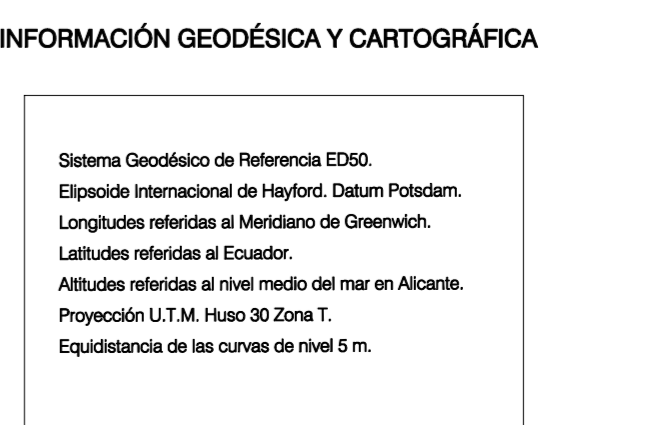 INFORMACIÓN GEODÉSICA Y CARTOGRÁFICA
Sistema Geodésico de Referencia ED50.
Elipsoide Internacional de Hayford. Datum Potsdam.
Longitudes referidas al Meridiano de Greenwich.
Latitudes referidas al Ecuador.
Altitudes referidas al nivel medio del mar en Alicante.
Proyección U.T.M. Huso 30 Zona T.
Equidistancia de las curvas de nivel 5 m.